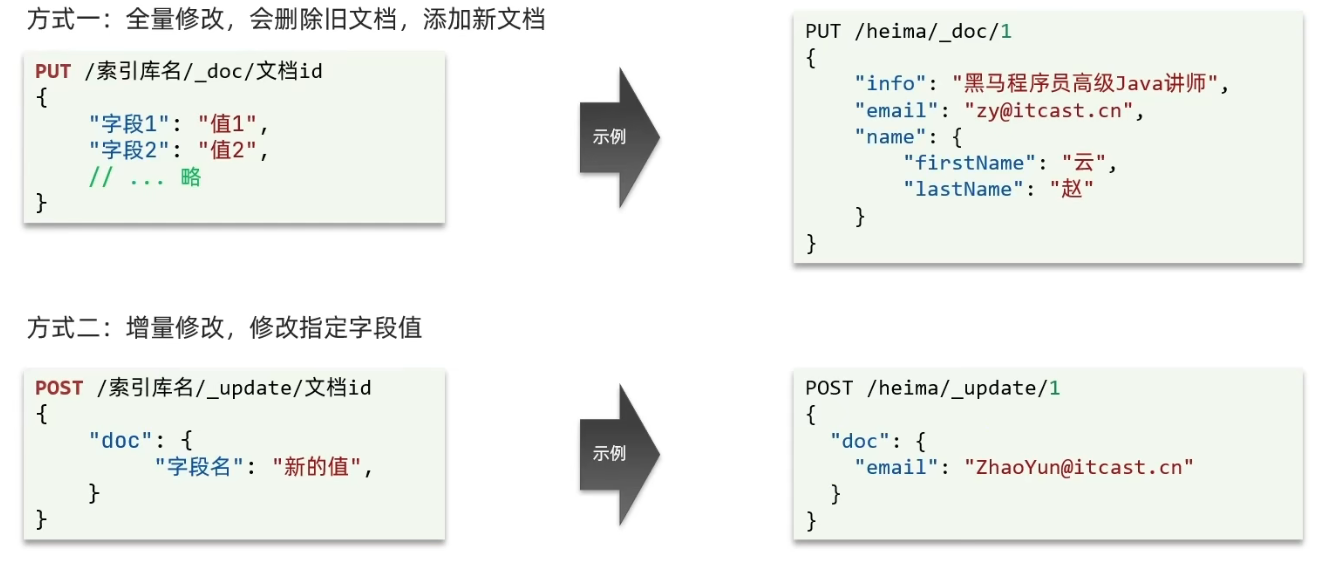 方式一：全量修改，会删除旧文档，添加新文档
PUT /索引库名/_doc/文档id
{
    "字段1": "值1",
    "字段2": "值2",
    // ... 略
}
示例
PUT /heima/_doc/1
{
    "info": "黑马程序员高级Java讲师",
    "email": "zy@itcast.cn",
    "name": {
        "firstName": "云",
        "lastName": "赵"
    }
}
方式二：增量修改，修改指定字段值
POST /索引库名/_update/文档id
{
    "doc": {
         "字段名": "新的值",
    }
}
示例
POST /heima/_update/1
{
  "doc": {
    "email": "ZhaoYun@itcast.cn"
  }
}